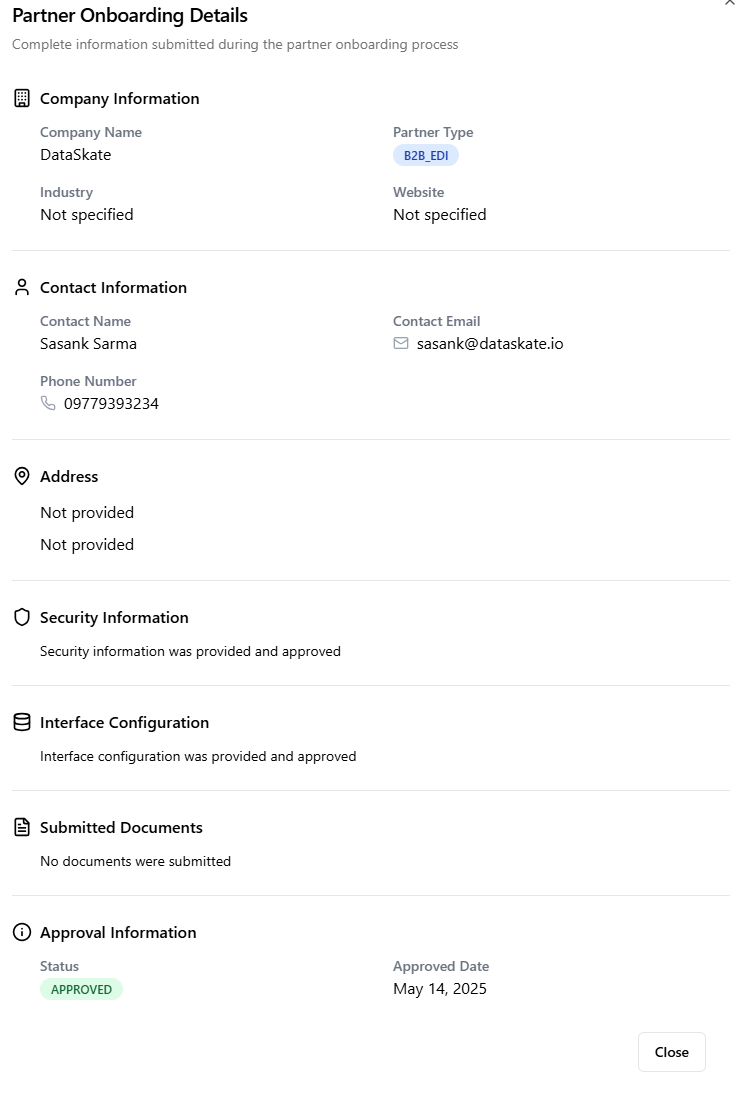 Partner Onboarding Details
Complete information submitted during the partner onboarding process
Company Information
Company Name
DataSkate
Partner Type
B2B_EDI
Industry
Not specified
Website
Not specified
Contact Information
Contact Name
Sasank Sarma
Contact Email
sasank@dataskate.io
Phone Number
09779393234
Address
Not provided
Not provided
Security Information
Security information was provided and approved
Interface Configuration
Interface configuration was provided and approved
Submitted Documents
No documents were submitted
Approval Information
Status
APPROVED
Approved Date
May 14, 2025
Close